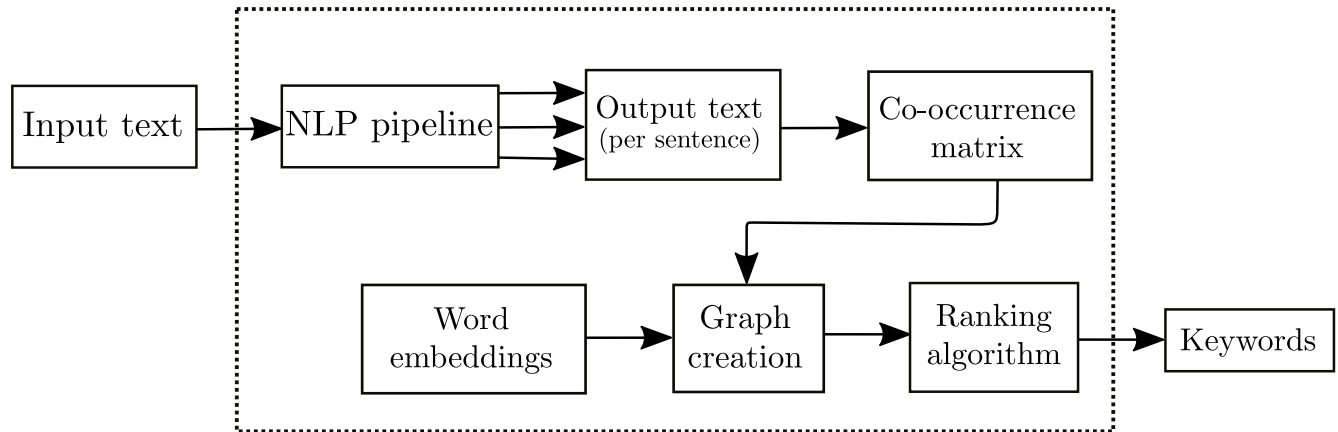 Input text
NLP pipeline
Output text
(per sentence)
Co-occurrence
matrix
Word
embeddings
Graph
creation
Ranking
algorithm
Keywords